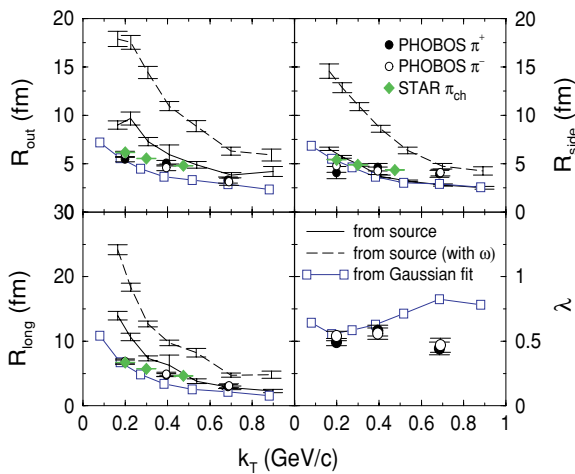 20
15
10
5
30
R_out (fm)
PHOBOS π⁺
PHOBOS π⁻
STAR π_ch
20
15
10
5
0
R_side (fm)
20
10
0
R_long (fm)
from source
from source (with ω)
from Gaussian fit
1
0.5
0
λ
0 0.2 0.4 0.6 0.8 0 0.2 0.4 0.6 0.8 1
k_T (GeV/c)